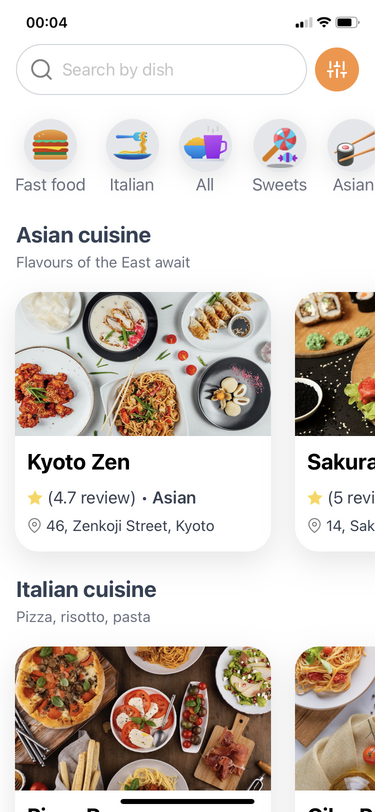 00:04
Search by dish
Fast food
Italian
All
Sweets
Asian
Asian cuisine
Flavours of the East await
Kyoto Zen
Sakura
(4.7 review) • Asian
(5 revi
46, Zenkoji Street, Kyoto
14, Sak
Italian cuisine
Pizza, risotto, pasta